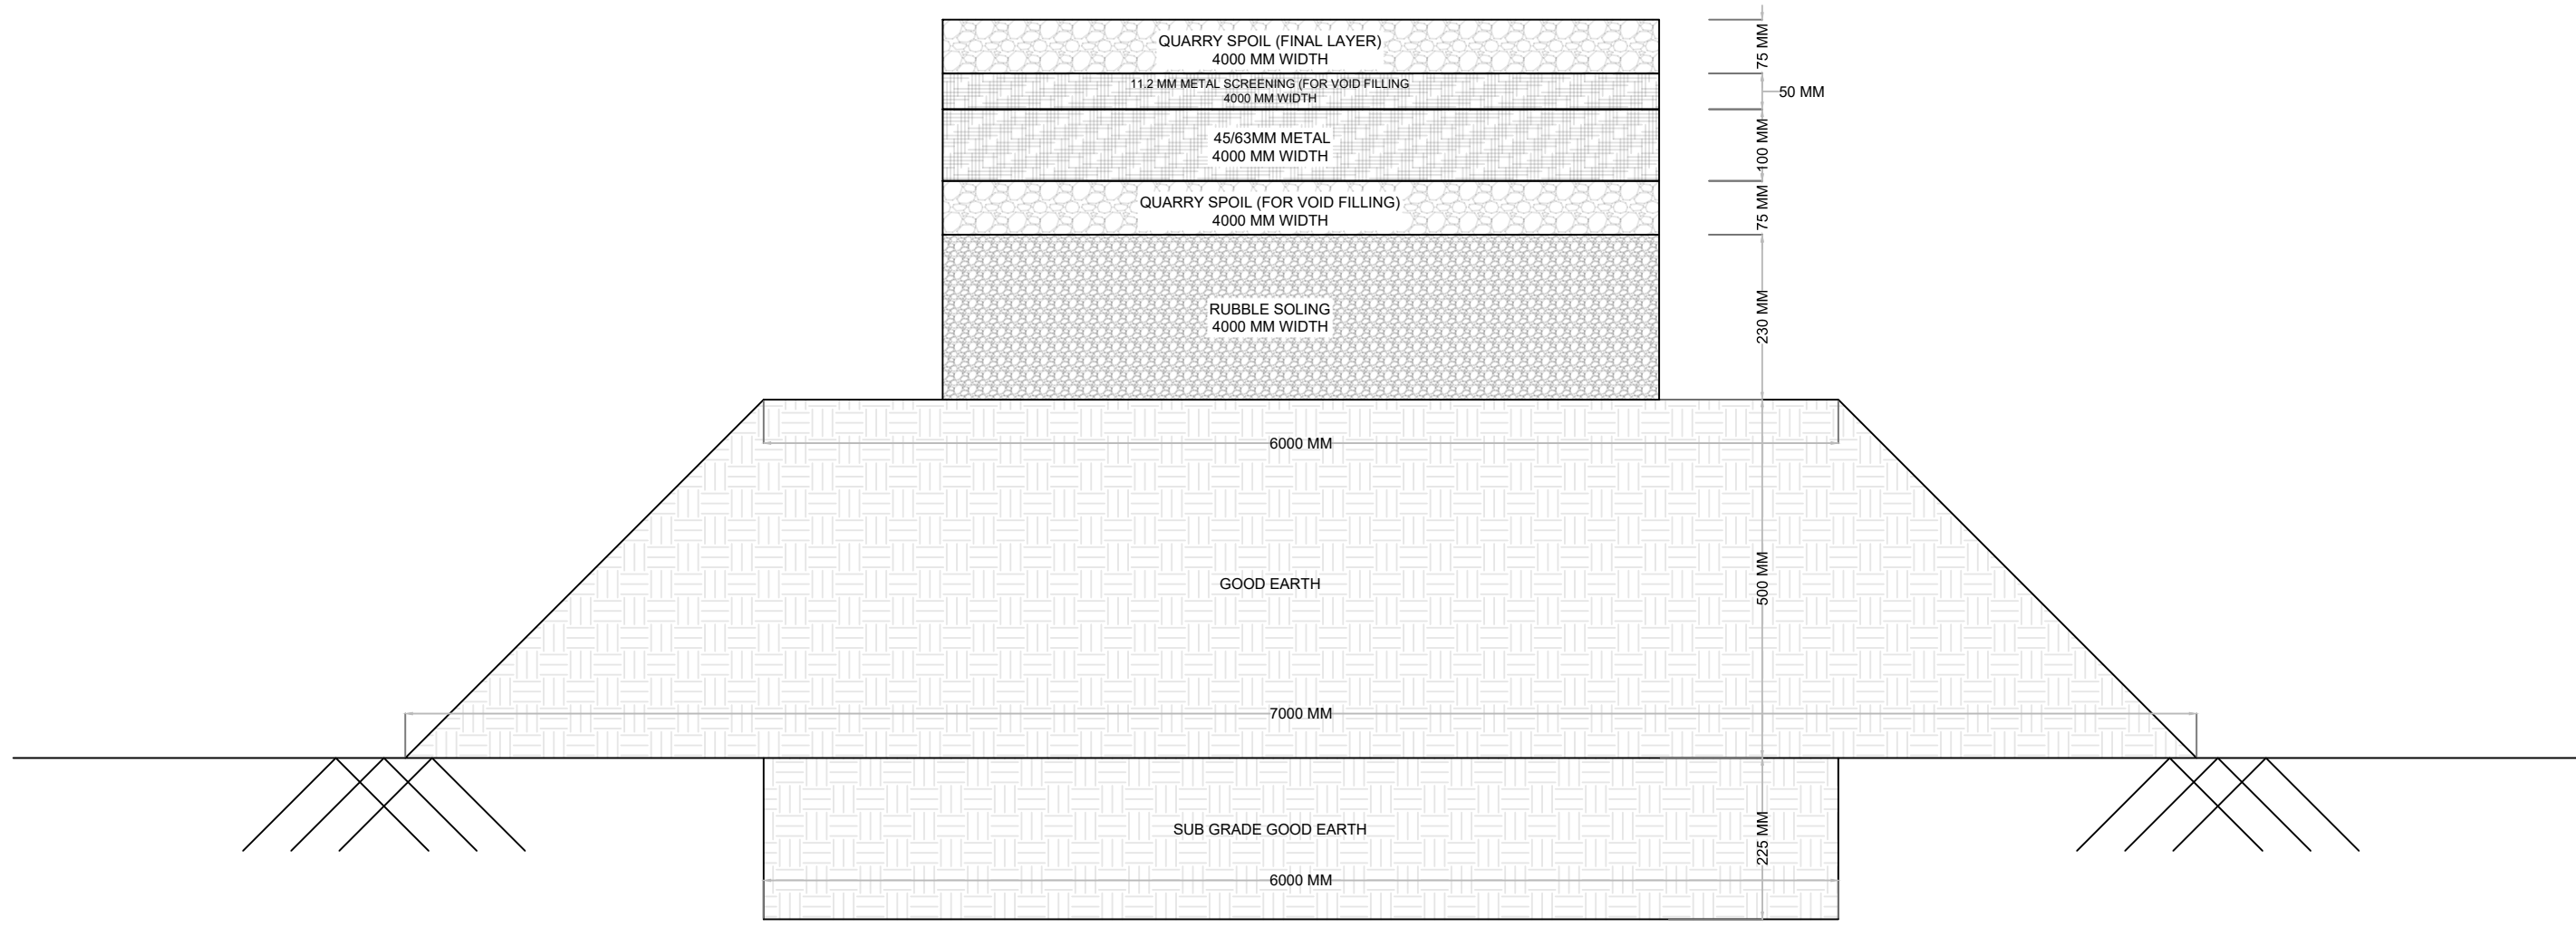 QUARRY SPOIL (FINAL LAYER)
4000 MM WIDTH
75 MM
11.2 MM METAL SCREENING (FOR VOID FILLING
4000 MM WIDTH
50 MM
45/63MM METAL
4000 MM WIDTH
100 MM
QUARRY SPOIL (FOR VOID FILLING)
4000 MM WIDTH
75 MM
RUBBLE SOLING
4000 MM WIDTH
230 MM
6000 MM
GOOD EARTH
500 MM
7000 MM
SUB GRADE GOOD EARTH
225 MM
6000 MM